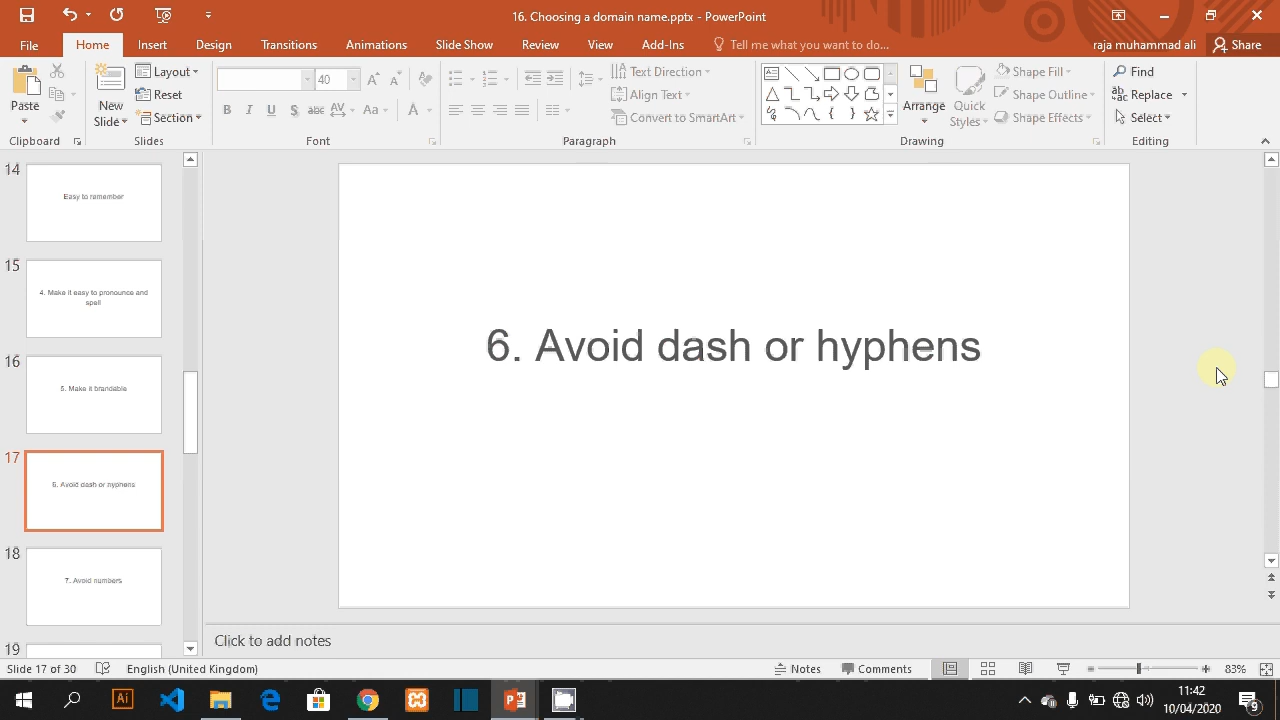 16. Choosing a domain name.pptx - PowerPoint
File Home Insert Design Transitions Animations Slide Show Review View Add-Ins Tell me what you want to do... raja muhammad ali Share
Paste
Clipboard
New Slide
Layout
Reset
Section
Slides
40
B I U S abc AV Aa A
Font
Text Direction
Align Text
Convert to SmartArt
Paragraph
Arrange
Quick Styles
Shape Fill
Shape Outline
Shape Effects
Drawing
Find
Replace
Select
Editing
14
Easy to remember
15
4. Make it easy to pronounce and
spell
16
5. Make it brandable
17
6. Avoid dash or hyphens
18
7. Avoid numbers
19
6. Avoid dash or hyphens
Click to add notes
Slide 17 of 30 English (United Kingdom) Notes Comments 83%
Ai
11:42
10/04/2020
9